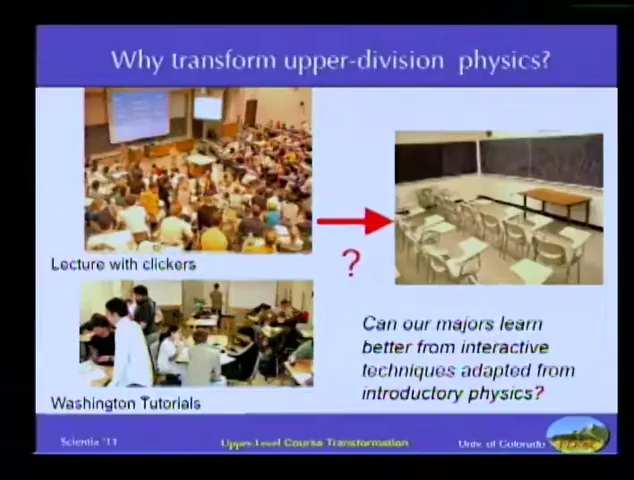 Why transform upper-division physics?
Lecture with clickers
?
Washington Tutorials
Can our majors learn
better from interactive
techniques adapted from
introductory physics?
Scientia '11
Upper-Level Course Transformation
Univ. of Colorado